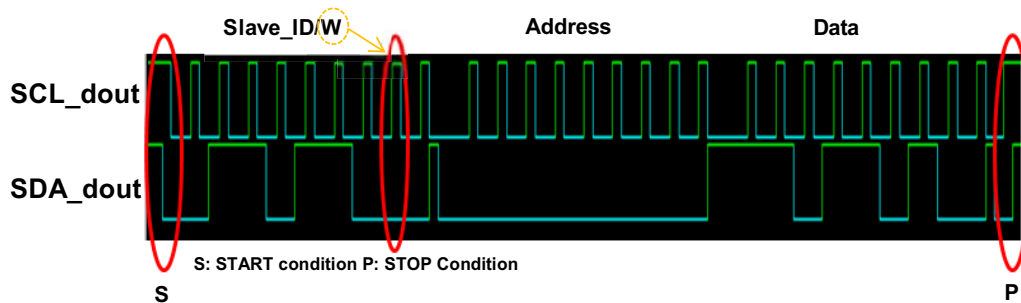 Slave_ID/W
Address
Data
SCL_dout
SDA_dout
S: START condition P: STOP Condition
S
P